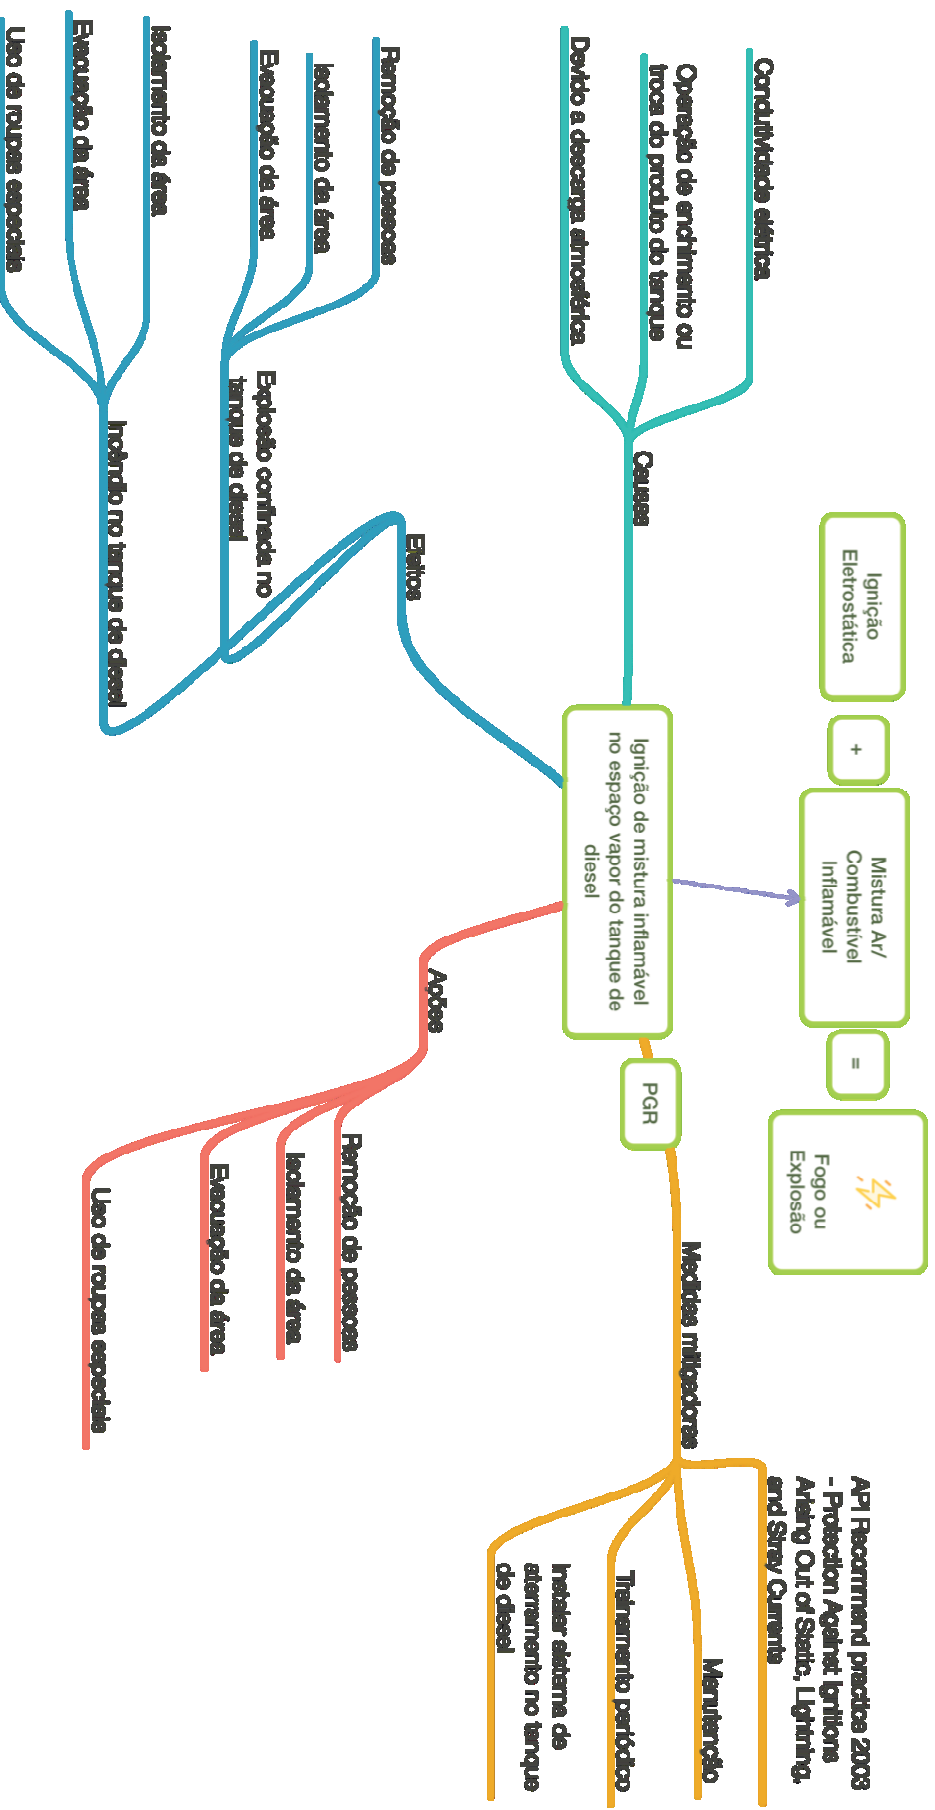 Ignição
Eletrostática
+
Mistura Ar/
Combustível
Inflamável
=
Fogo ou
Explosão
Ignição de mistura inflamável
no espaço vapor do tanque de
diesel
PGR
Causas
Condutividade elétrica
Operação de enchimento ou
troca do produto do tanque
Devido a descarga atmosférica
Efeitos
Explosão confinada no
tanque de diesel
Remoção de pessoas
Isolamento da área
Evacuação da área
Incêndio no tanque de diesel
Isolamento da área
Evacuação da área
Uso de roupas especiais
Ações
Remoção de pessoas
Isolamento da área
Evacuação da área
Uso de roupas especiais
Medidas mitigadoras
API Recommend practice 2003
- Protection Against Ignitions
Arising Out of Static, Lightning,
and Stray Currents
Manutenção
Treinamento periódico
Instalar sistema de
aterramento no tanque
de diesel